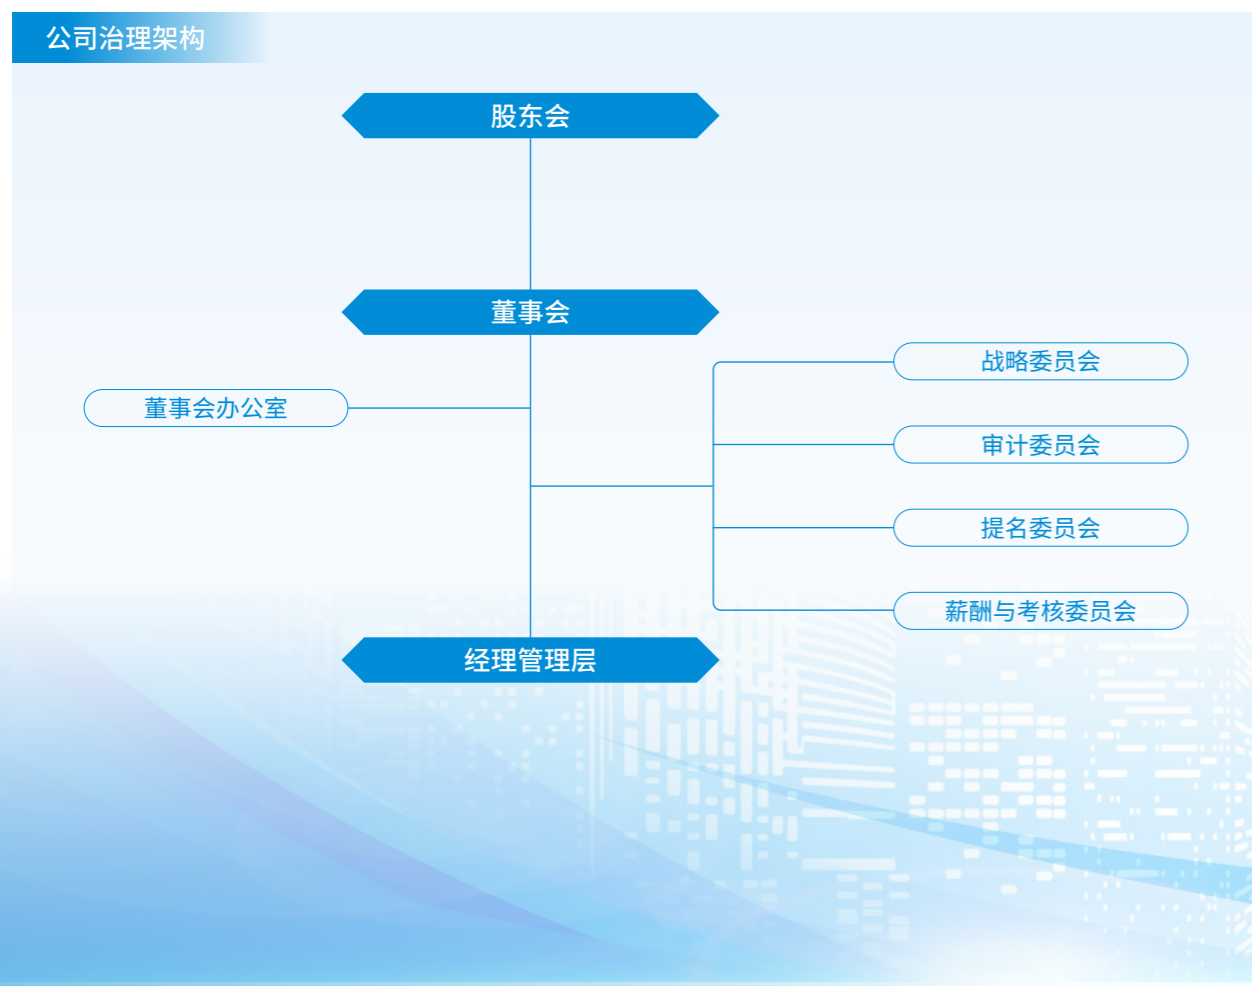 公司治理架构
股东会
董事会
董事会办公室
战略委员会
审计委员会
提名委员会
薪酬与考核委员会
经理管理层